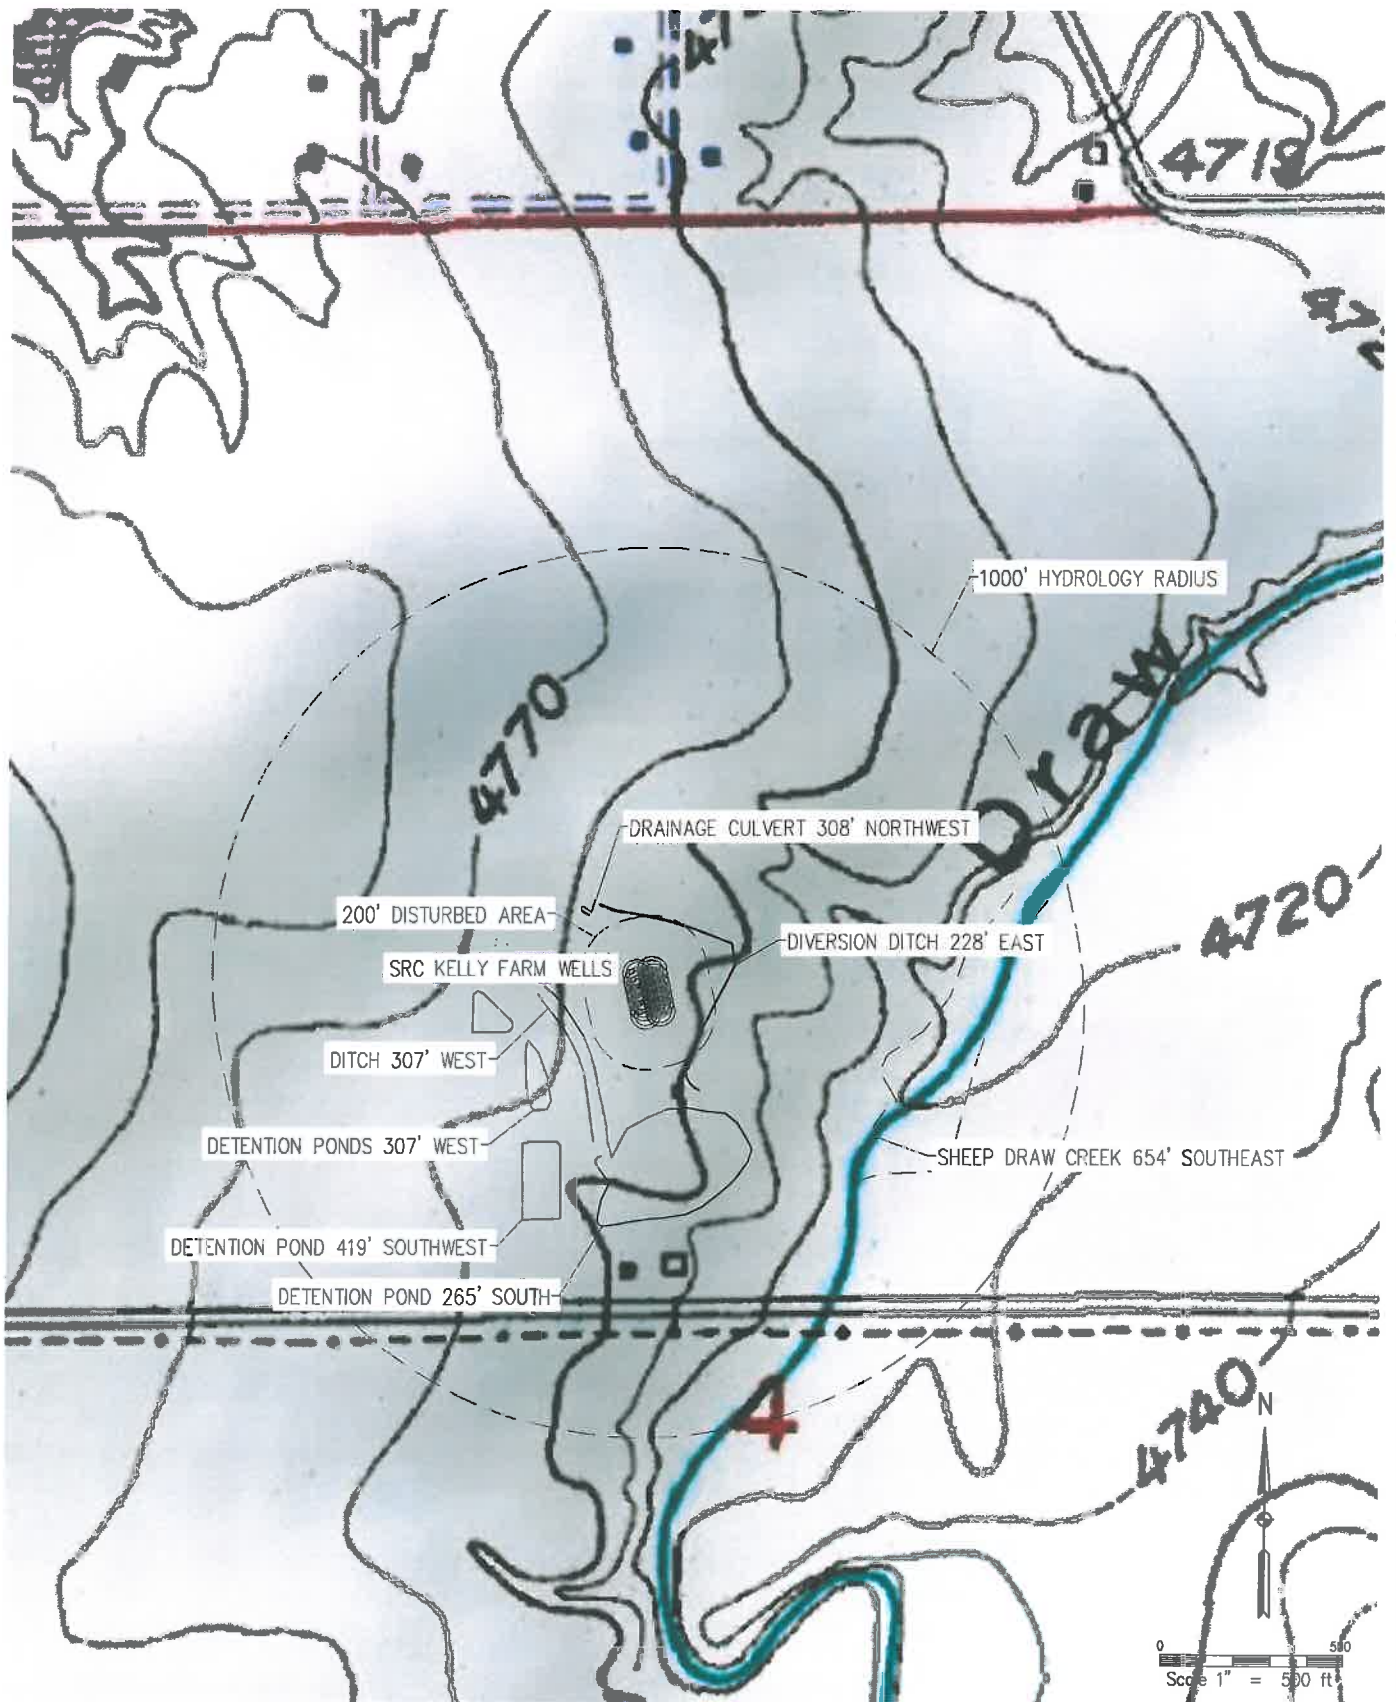 4719
1000' HYDROLOGY RADIUS
Draw
4770
DRAINAGE CULVERT 308' NORTHWEST
200' DISTURBED AREA
4720
DIVERSION DITCH 228' EAST
SRC KELLY FARM WELLS
DITCH 307' WEST
DETENTION PONDS 307' WEST
SHEEP DRAW CREEK 654' SOUTHEAST
DETENTION POND 419' SOUTHWEST
DETENTION POND 265' SOUTH
4
4740
N
0 500
Scale 1" = 500 ft